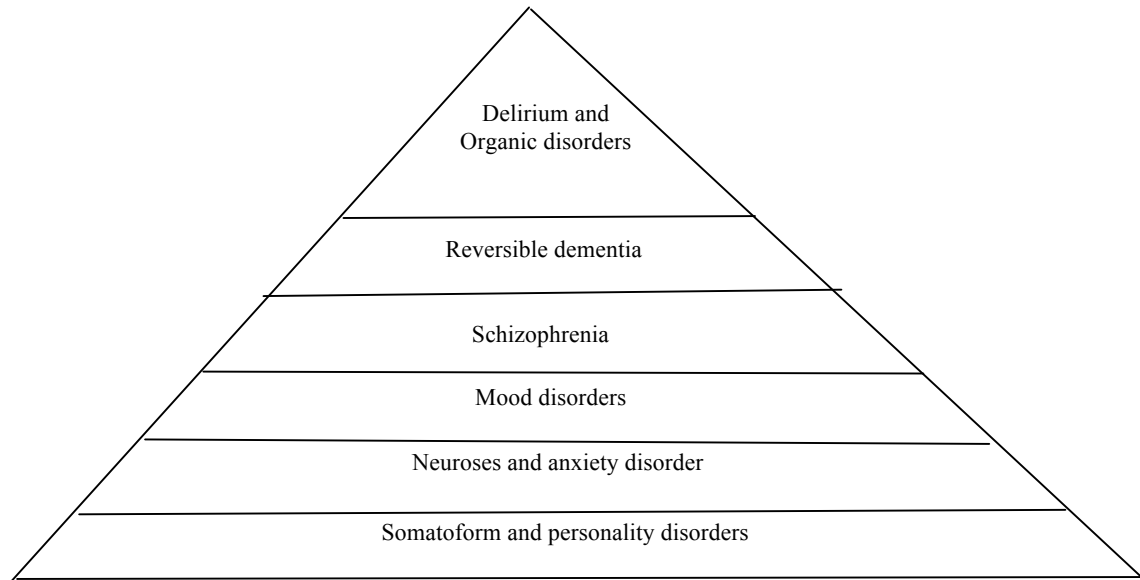 Delirium and
Organic disorders
Reversible dementia
Schizophrenia
Mood disorders
Neuroses and anxiety disorder
Somatoform and personality disorders